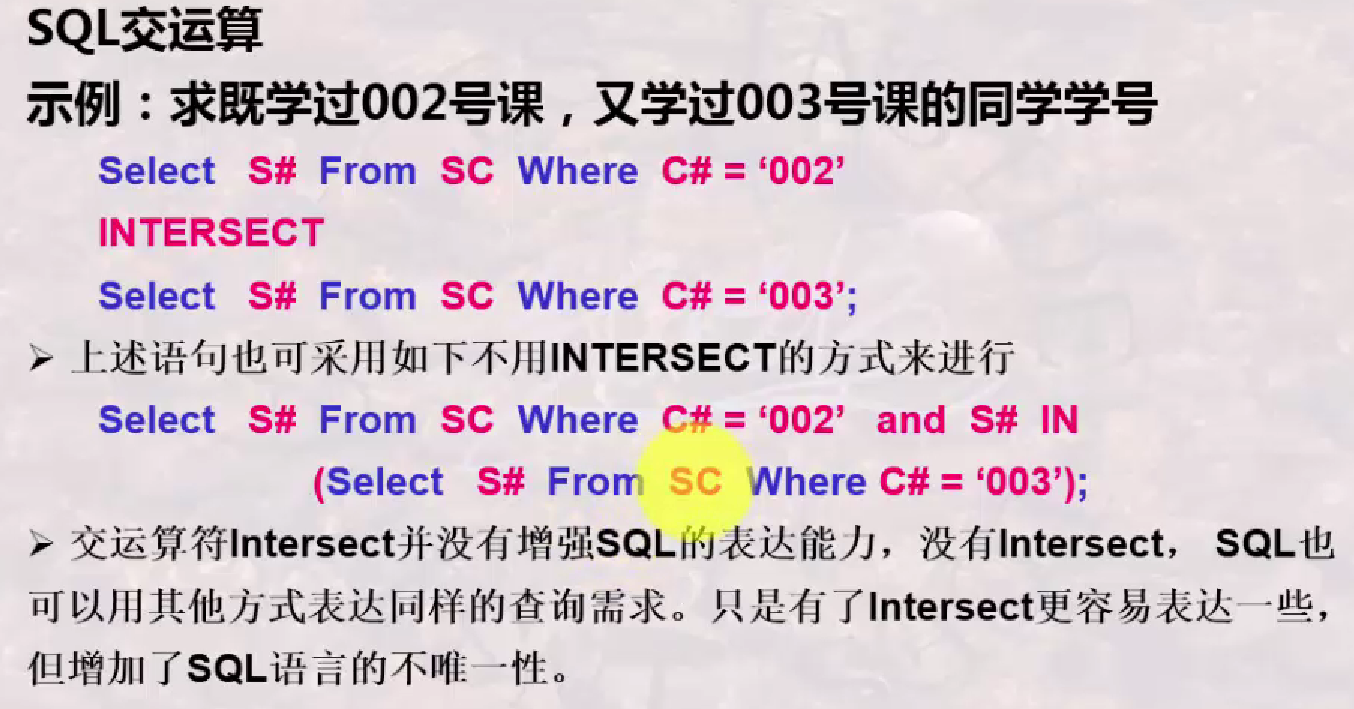 SQL交运算
示例：求既学过002号课，又学过003号课的同学学号
Select S# From SC Where C# = ‘002’
INTERSECT
Select S# From SC Where C# = ‘003’;
➢ 上述语句也可采用如下不用INTERSECT的方式来进行
Select S# From SC Where C# = ‘002’ and S# IN
(Select S# From SC Where C# = ‘003’);
➢ 交运算符Intersect并没有增强SQL的表达能力，没有Intersect， SQL也
可以用其他方式表达同样的查询需求。只是有了Intersect更容易表达一些，
但增加了SQL语言的不唯一性。